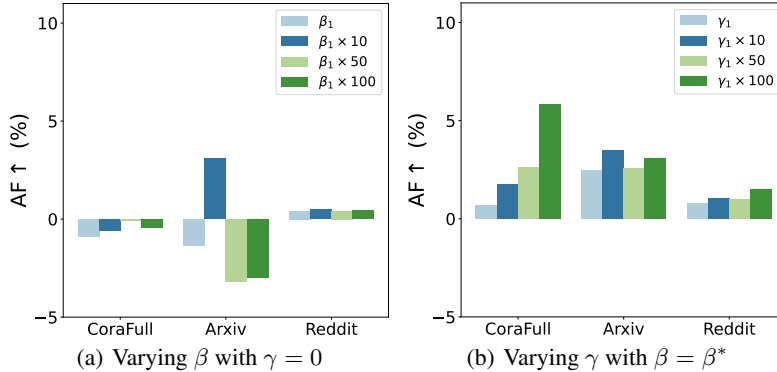 10
5
0
−5
AF ↑ (%)
β₁
β₁ × 10
β₁ × 50
β₁ × 100
CoraFull Arxiv Reddit
(a) Varying β with γ = 0
10
5
0
−5
AF ↑ (%)
γ₁
γ₁ × 10
γ₁ × 50
γ₁ × 100
CoraFull Arxiv Reddit
(b) Varying γ with β = β*